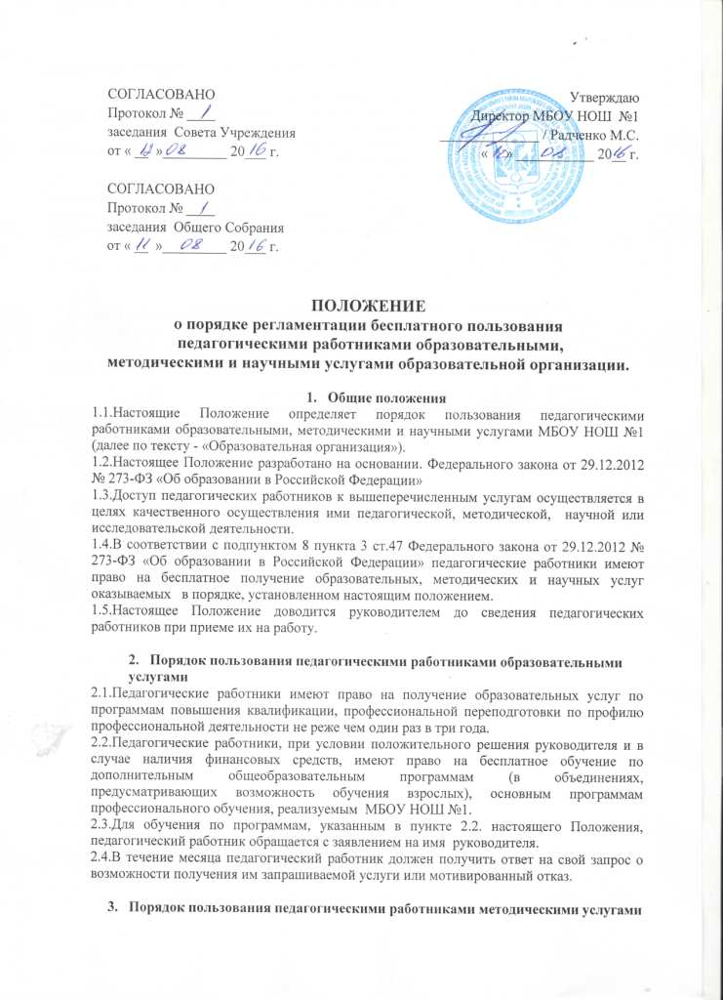 СОГЛАСОВАНО
Протокол № 1
заседания Совета Учреждения
от « 12 » 08 2016 г.
Утверждаю
Директор МБОУ НОШ №1
/ Радченко М.С.
« » 08 2016 г.
СОГЛАСОВАНО
Протокол № 1
заседания Общего Собрания
от « 11 » 08 2016 г.
ПОЛОЖЕНИЕ
о порядке регламентации бесплатного пользования
педагогическими работниками образовательными,
методическими и научными услугами образовательной организации.
1. Общие положения
1.1.Настоящие Положение определяет порядок пользования педагогическими
работниками образовательными, методическими и научными услугами МБОУ НОШ №1
(далее по тексту - «Образовательная организация»).
1.2.Настоящее Положение разработано на основании. Федерального закона от 29.12.2012
№ 273-ФЗ «Об образовании в Российской Федерации»
1.3.Доступ педагогических работников к вышеперечисленным услугам осуществляется в
целях качественного осуществления ими педагогической, методической, научной или
исследовательской деятельности.
1.4.В соответствии с подпунктом 8 пункта 3 ст.47 Федерального закона от 29.12.2012 №
273-ФЗ «Об образовании в Российской Федерации» педагогические работники имеют
право на бесплатное получение образовательных, методических и научных услуг
оказываемых в порядке, установленном настоящим положением.
1.5.Настоящее Положение доводится руководителем до сведения педагогических
работников при приеме их на работу.
2. Порядок пользования педагогическими работниками образовательными
услугами
2.1.Педагогические работники имеют право на получение образовательных услуг по
программам повышения квалификации, профессиональной переподготовки по профилю
профессиональной деятельности не реже чем один раз в три года.
2.2.Педагогические работники, при условии положительного решения руководителя и в
случае наличия финансовых средств, имеют право на бесплатное обучение по
дополнительным общеобразовательным программам (в объединениях,
предусматривающих возможность обучения взрослых), основным программам
профессионального обучения, реализуемым МБОУ НОШ №1.
2.3.Для обучения по программам, указанным в пункте 2.2. настоящего Положения,
педагогический работник обращается с заявлением на имя руководителя.
2.4.В течение месяца педагогический работник должен получить ответ на свой запрос о
возможности получения им запрашиваемой услуги или мотивированный отказ.
3. Порядок пользования педагогическими работниками методическими услугами